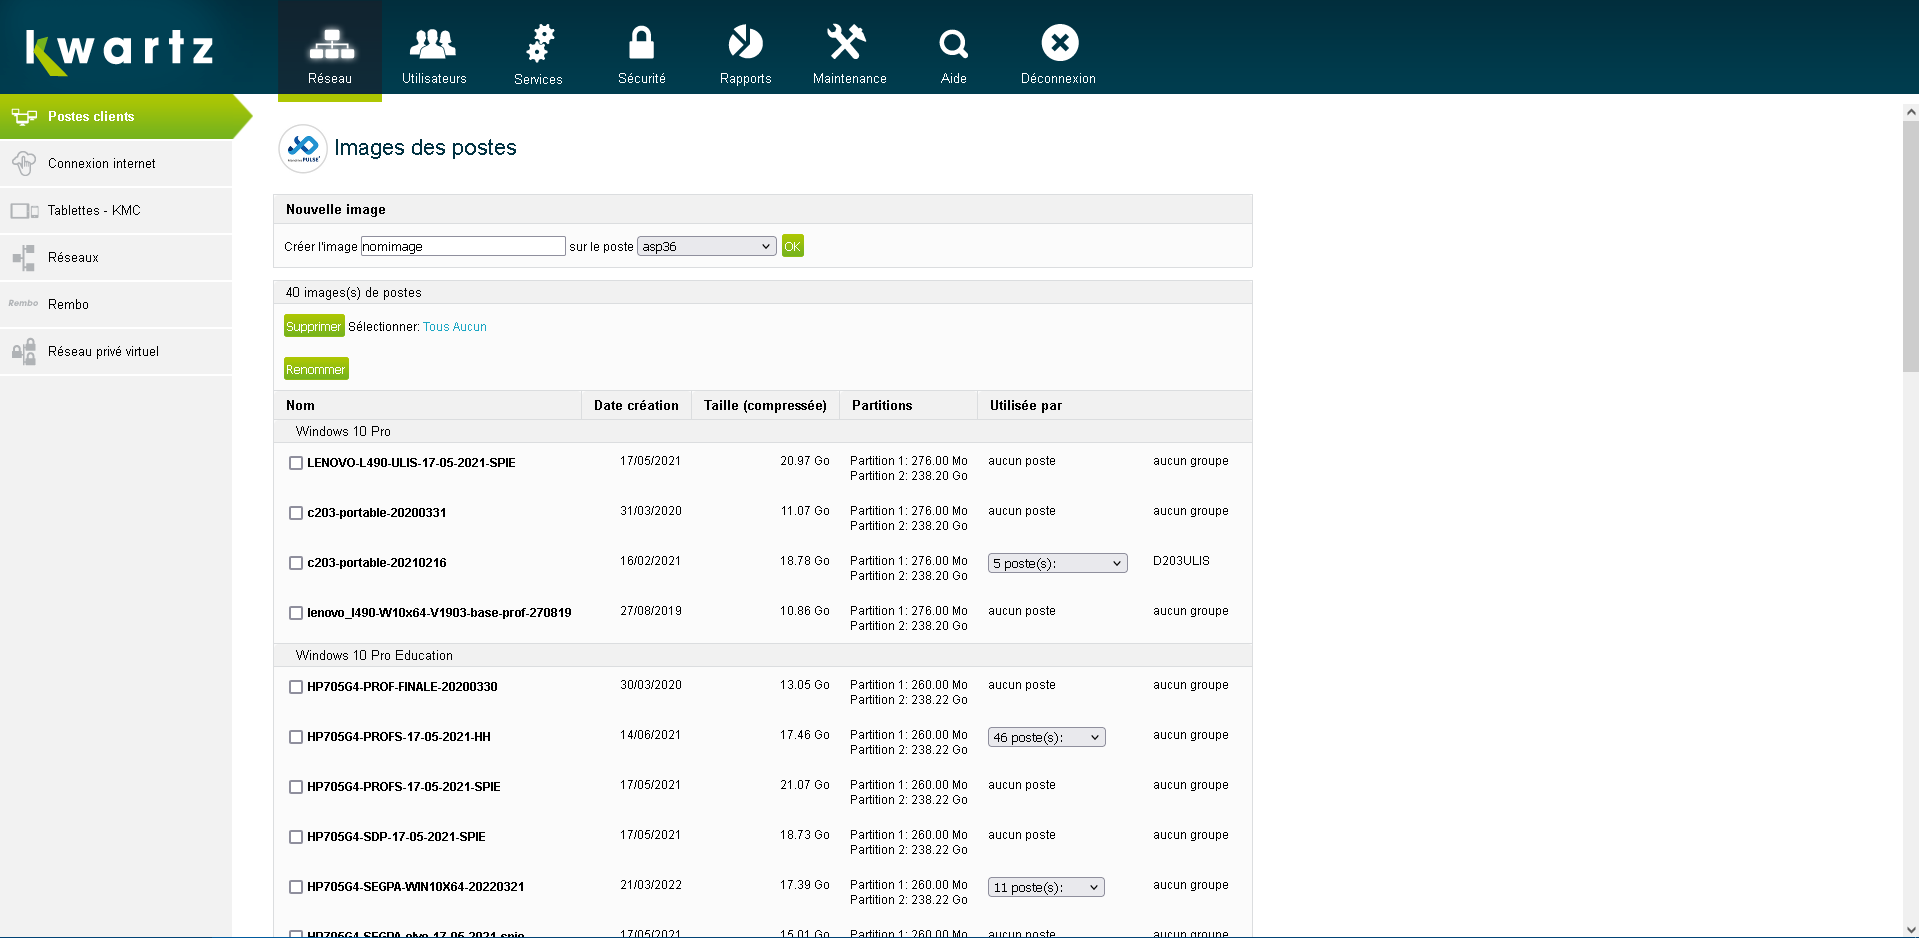 kwartz
Réseau
Utilisateurs
Services
Sécurité
Rapports
Maintenance
Aide
Déconnexion
Postes clients
Connexion internet
Tablettes - KMC
Réseaux
Rembo Rembo
Réseau privé virtuel
PULSE
Images des postes
Nouvelle image
Créer l'image nomimage sur le poste asp36 OK
40 images(s) de postes
Supprimer Sélectionner: Tous Aucun
Renommer
Nom Date création Taille (compressée) Partitions Utilisée par
Windows 10 Pro
LENOVO-L490-ULIS-17-05-2021-SPIE 17/05/2021 20.97 Go Partition 1: 276.00 Mo aucun poste aucun groupe
Partition 2: 238.20 Go
c203-portable-20200331 31/03/2020 11.07 Go Partition 1: 276.00 Mo aucun poste aucun groupe
Partition 2: 238.20 Go
c203-portable-20210216 16/02/2021 18.78 Go Partition 1: 276.00 Mo 5 poste(s): D203ULIS
Partition 2: 238.20 Go
lenovo_l490-W10x64-V1903-base-prof-270819 27/08/2019 10.86 Go Partition 1: 276.00 Mo aucun poste aucun groupe
Partition 2: 238.20 Go
Windows 10 Pro Education
HP705G4-PROF-FINALE-20200330 30/03/2020 13.05 Go Partition 1: 260.00 Mo aucun poste aucun groupe
Partition 2: 238.22 Go
HP705G4-PROFS-17-05-2021-HH 14/06/2021 17.46 Go Partition 1: 260.00 Mo 46 poste(s): aucun groupe
Partition 2: 238.22 Go
HP705G4-PROFS-17-05-2021-SPIE 17/05/2021 21.07 Go Partition 1: 260.00 Mo aucun poste aucun groupe
Partition 2: 238.22 Go
HP705G4-SDP-17-05-2021-SPIE 17/05/2021 18.73 Go Partition 1: 260.00 Mo aucun poste aucun groupe
Partition 2: 238.22 Go
HP705G4-SEGPA-WIN10X64-20220321 21/03/2022 17.39 Go Partition 1: 260.00 Mo 11 poste(s): aucun groupe
Partition 2: 238.22 Go
HP705G4-SEGPA-elve-17-05-2021-spie 17/05/2021 15.01 Go Partition 1: 260.00 Mo aucun poste aucun groupe